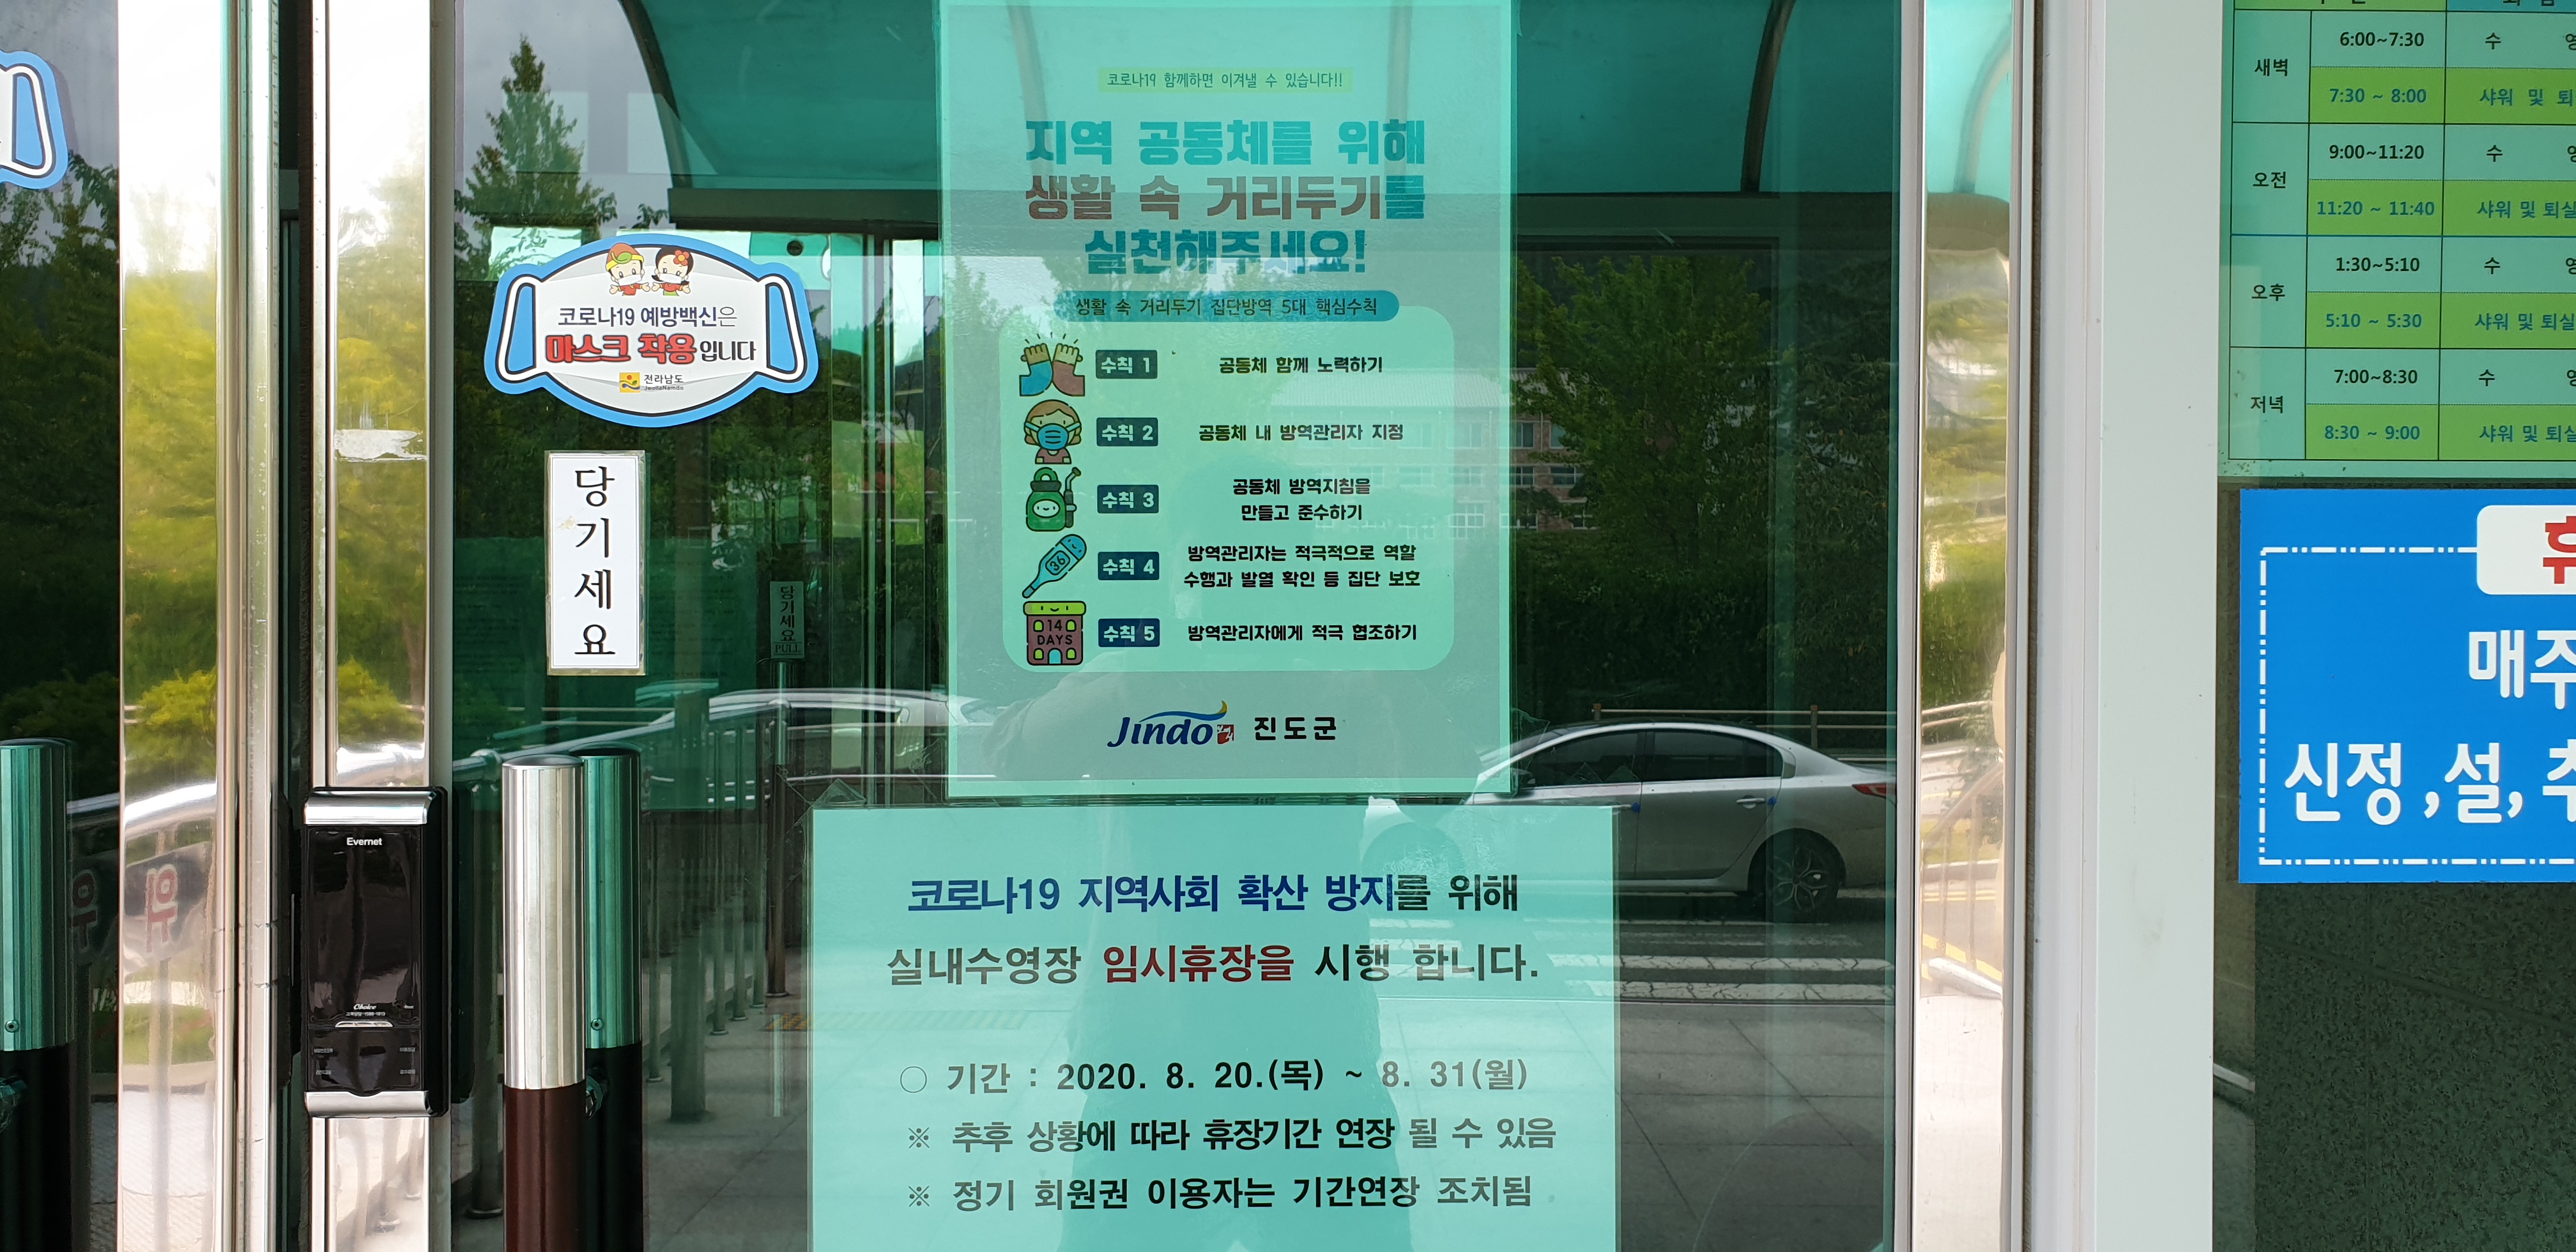 코로나19 예방백신은
마스크 착용입니다
전라남도
JeollaNamdo
당기세요
당기세요
PULL
Evernet
Choice
코로나19 함께하면 이겨낼 수 있습니다!!
지역 공동체를 위해
생활 속 거리두기를
실천해주세요!
생활 속 거리두기 집단방역 5대 핵심수칙
수칙 1 공동체 함께 노력하기
수칙 2 공동체 내 방역관리자 지정
수칙 3 공동체 방역지침을
만들고 준수하기
36
수칙 4 방역관리자는 적극적으로 역할
수행과 발열 확인 등 집단 보호
14
DAYS
수칙 5 방역관리자에게 적극 협조하기
Jindo 진도군
코로나19 지역사회 확산 방지를 위해
실내수영장 임시휴장을 시행 합니다.
○ 기간 : 2020. 8. 20.(목) ~ 8. 31(월)
※ 추후 상황에 따라 휴장기간 연장 될 수 있음
※ 정기 회원권 이용자는 기간연장 조치됨
새벽 6:00~7:30 수
7:30 ~ 8:00 샤워 및 퇴
오전 9:00~11:20 수
11:20 ~ 11:40 샤워 및 퇴실
오후 1:30~5:10 수
5:10 ~ 5:30 샤워 및 퇴실
저녁 7:00~8:30 수
8:30 ~ 9:00 샤워 및 퇴실
매주
신정,설,